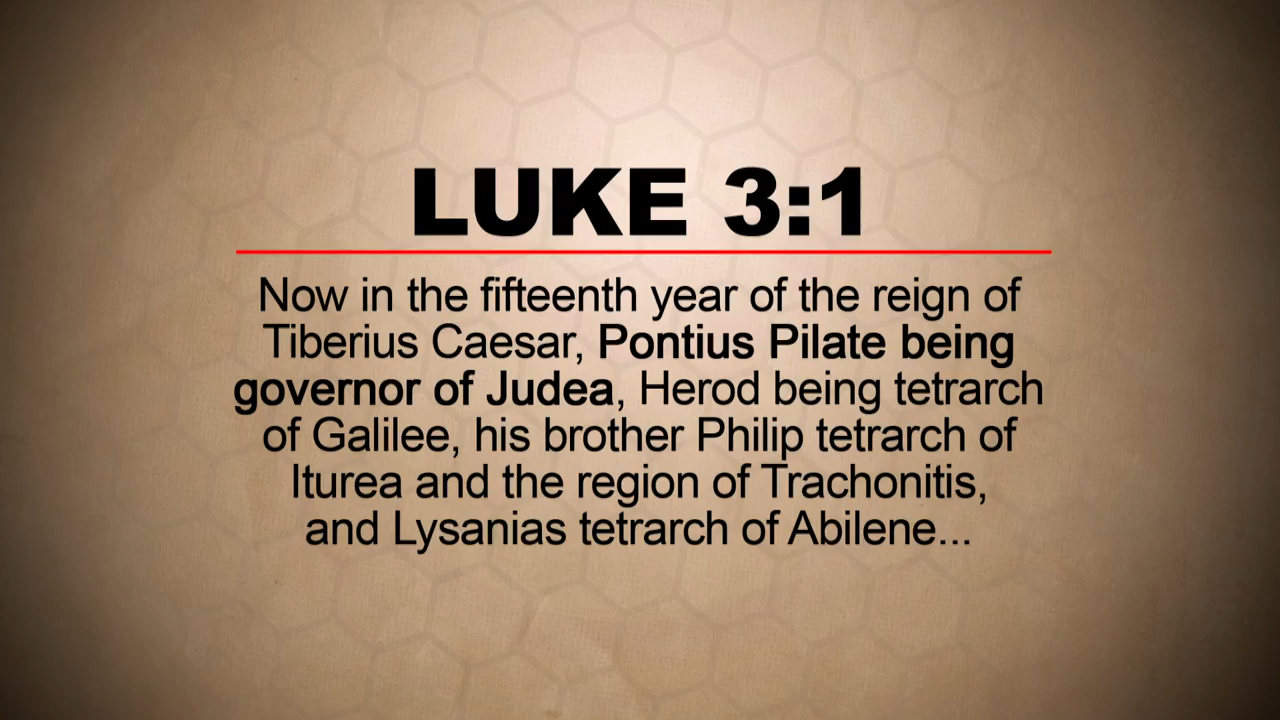 LUKE 3:1
Now in the fifteenth year of the reign of
Tiberius Caesar, Pontius Pilate being
governor of Judea, Herod being tetrarch
of Galilee, his brother Philip tetrarch of
Iturea and the region of Trachonitis,
and Lysanias tetrarch of Abilene...